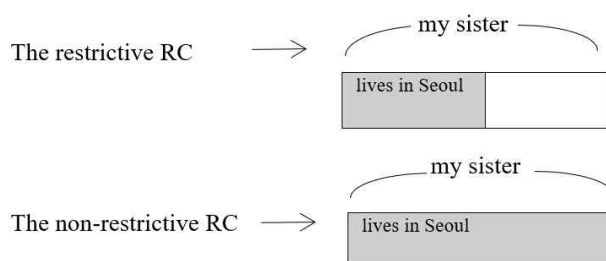 my sister
The restrictive RC
lives in Seoul
my sister
The non-restrictive RC
lives in Seoul